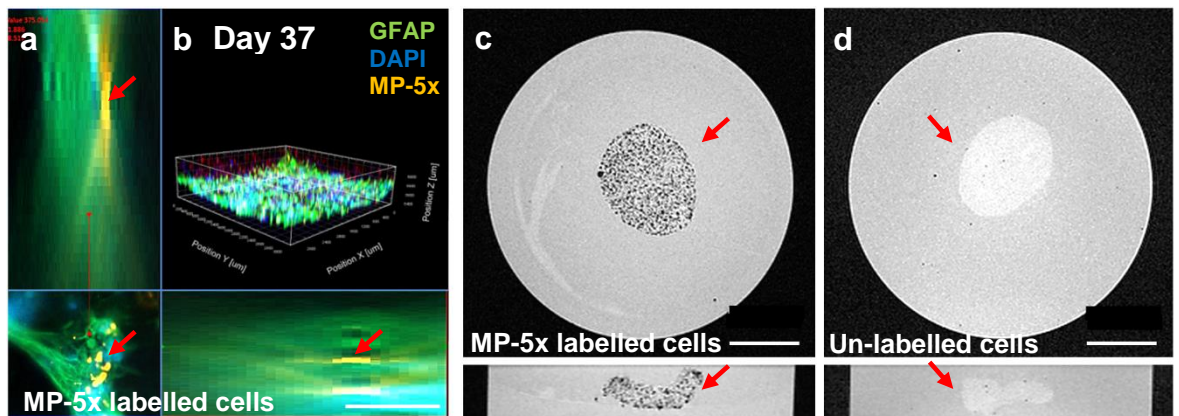 a
b Day 37
GFAP
DAPI
MP-5x
Position Z [um]
Position Y [um]
Position X [um]
MP-5x labelled cells
c
MP-5x labelled cells
d
Un-labelled cells